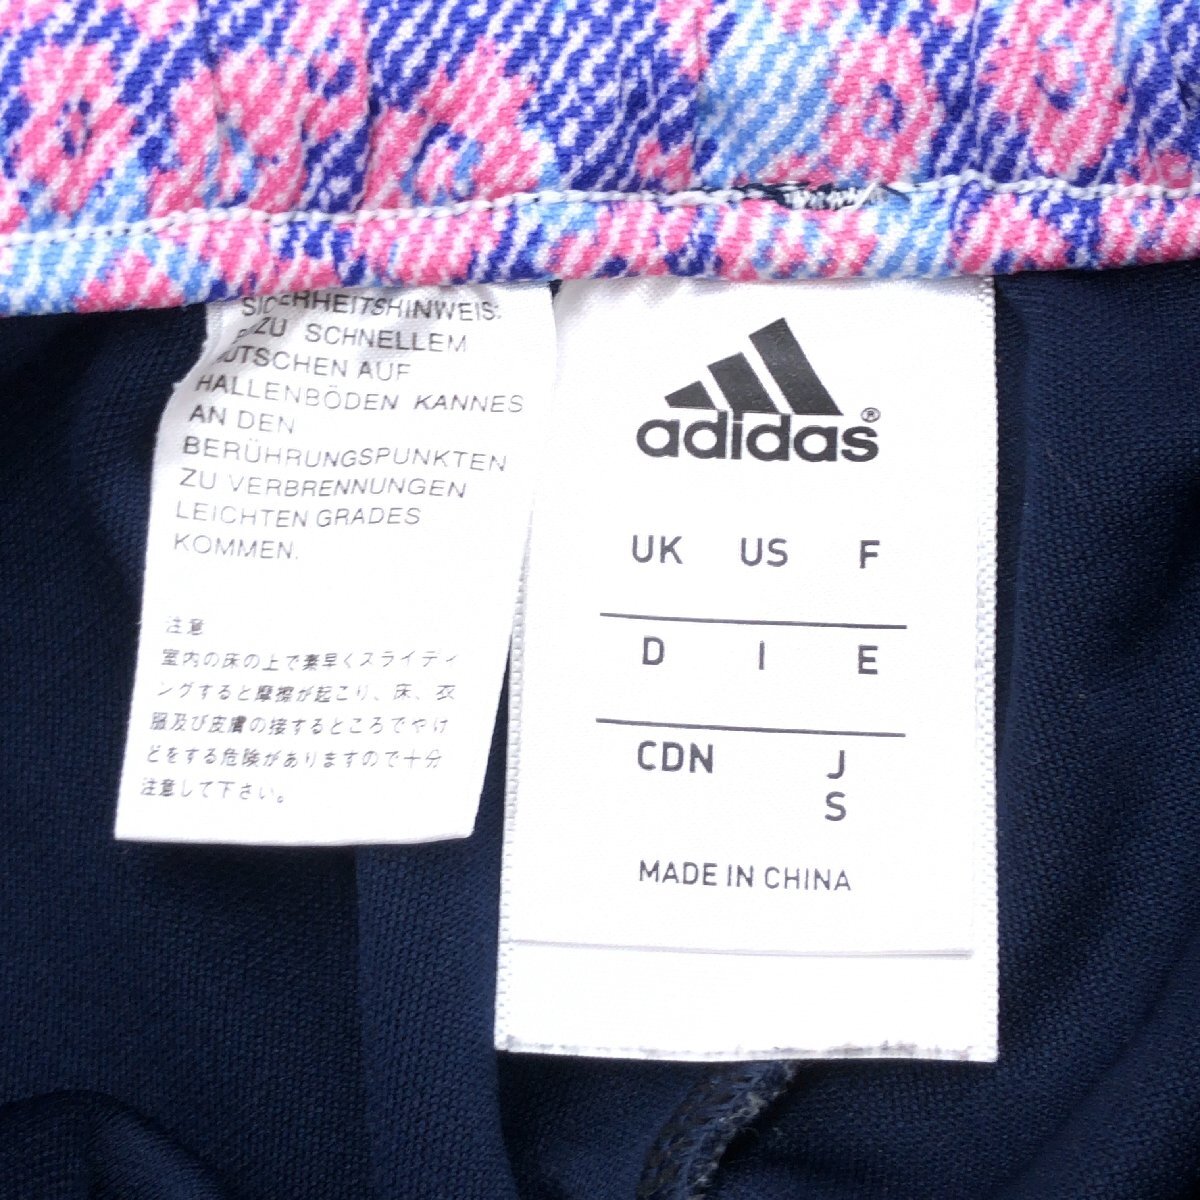 SICHERHEITSHINWEIS:
ZU SCHNELLEM
RUTSCHEN AUF
HALLENBÖDEN KANNES
AN DEN
BERÜHRUNGSPUNKTEN
ZU VERBRENNUNGEN
LEICHTEN GRADES
KOMMEN.
注意
室内の床の上で素早くスライディ
ングすると摩擦が起こり、床、衣
服及び皮膚の接するところでやけ
どをする危険がありますので十分
注意して下さい。
adidas®
UK US F
D I E
CDN J
S
MADE IN CHINA